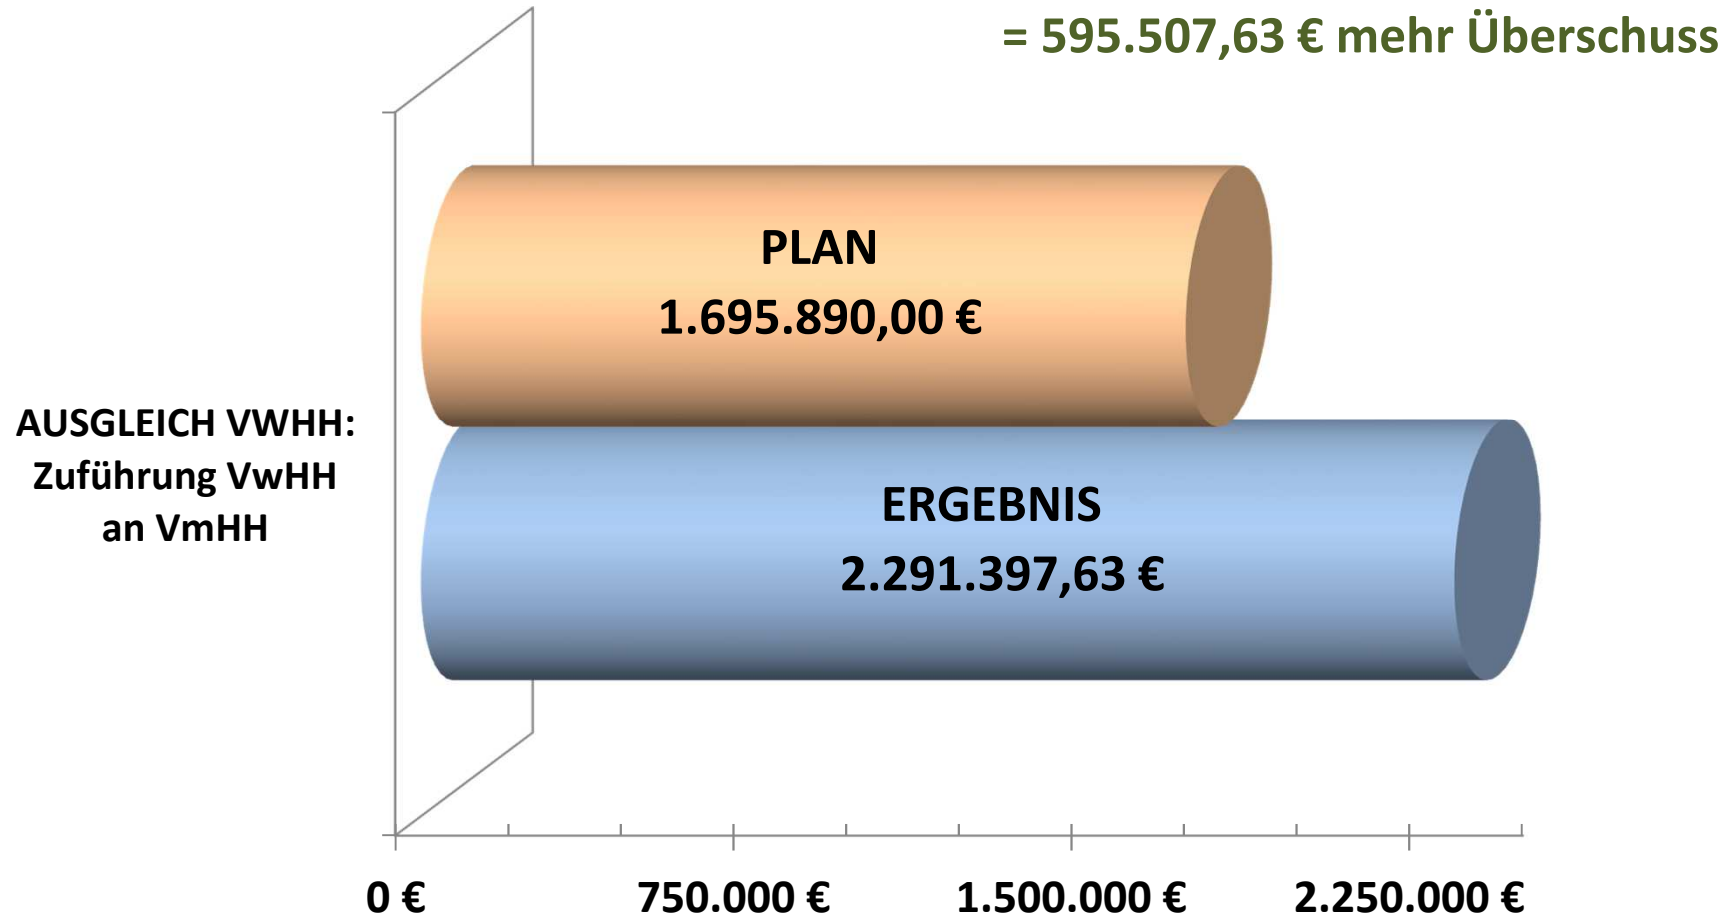 = 595.507,63 € mehr Überschuss
PLAN
1.695.890,00 €
AUSGLEICH VWHH:
Zuführung VwHH
an VmHH
ERGEBNIS
2.291.397,63 €
0 € 750.000 € 1.500.000 € 2.250.000 €